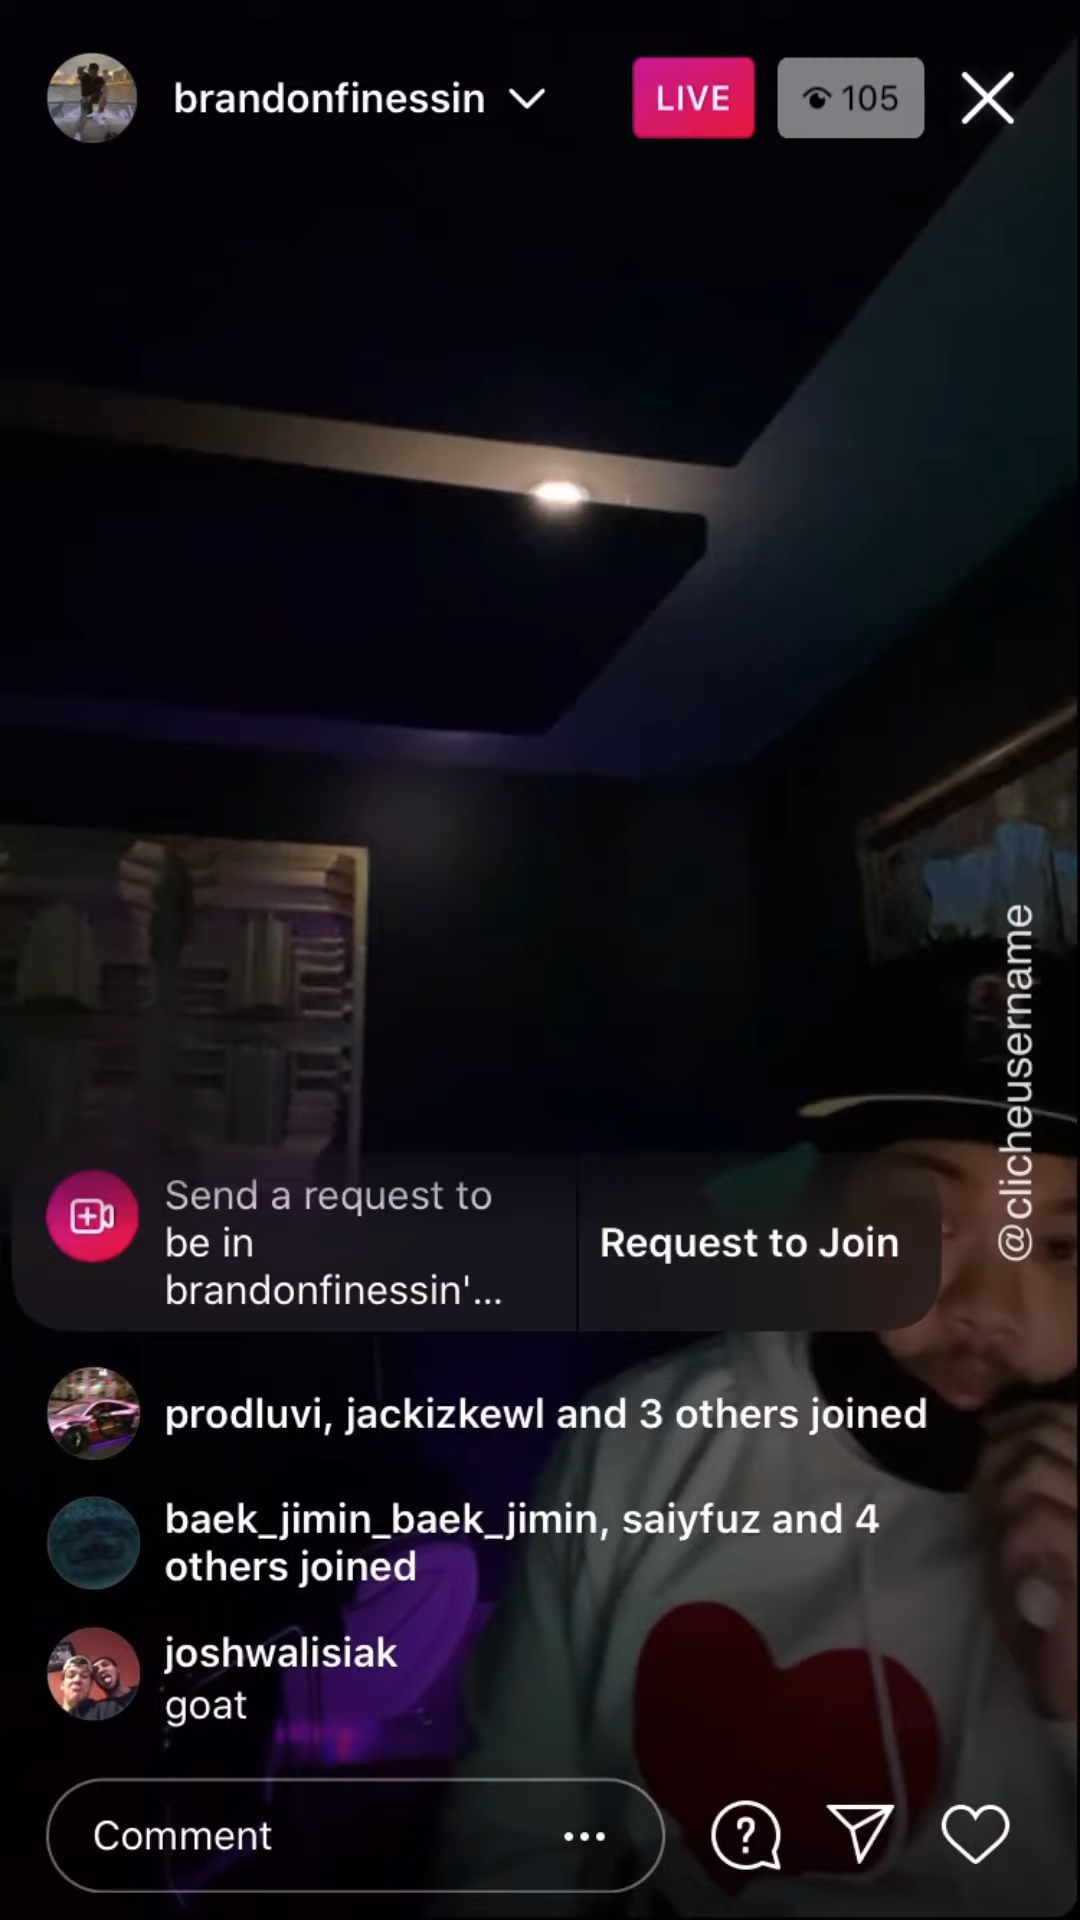 brandonfinessin
LIVE
105
@clicheusername
Send a request to
be in
brandonfinessin'...
Request to Join
prodluvi, jackizkewl and 3 others joined
baek_jimin_baek_jimin, saiyfuz and 4
others joined
joshwalisiak
goat
Comment